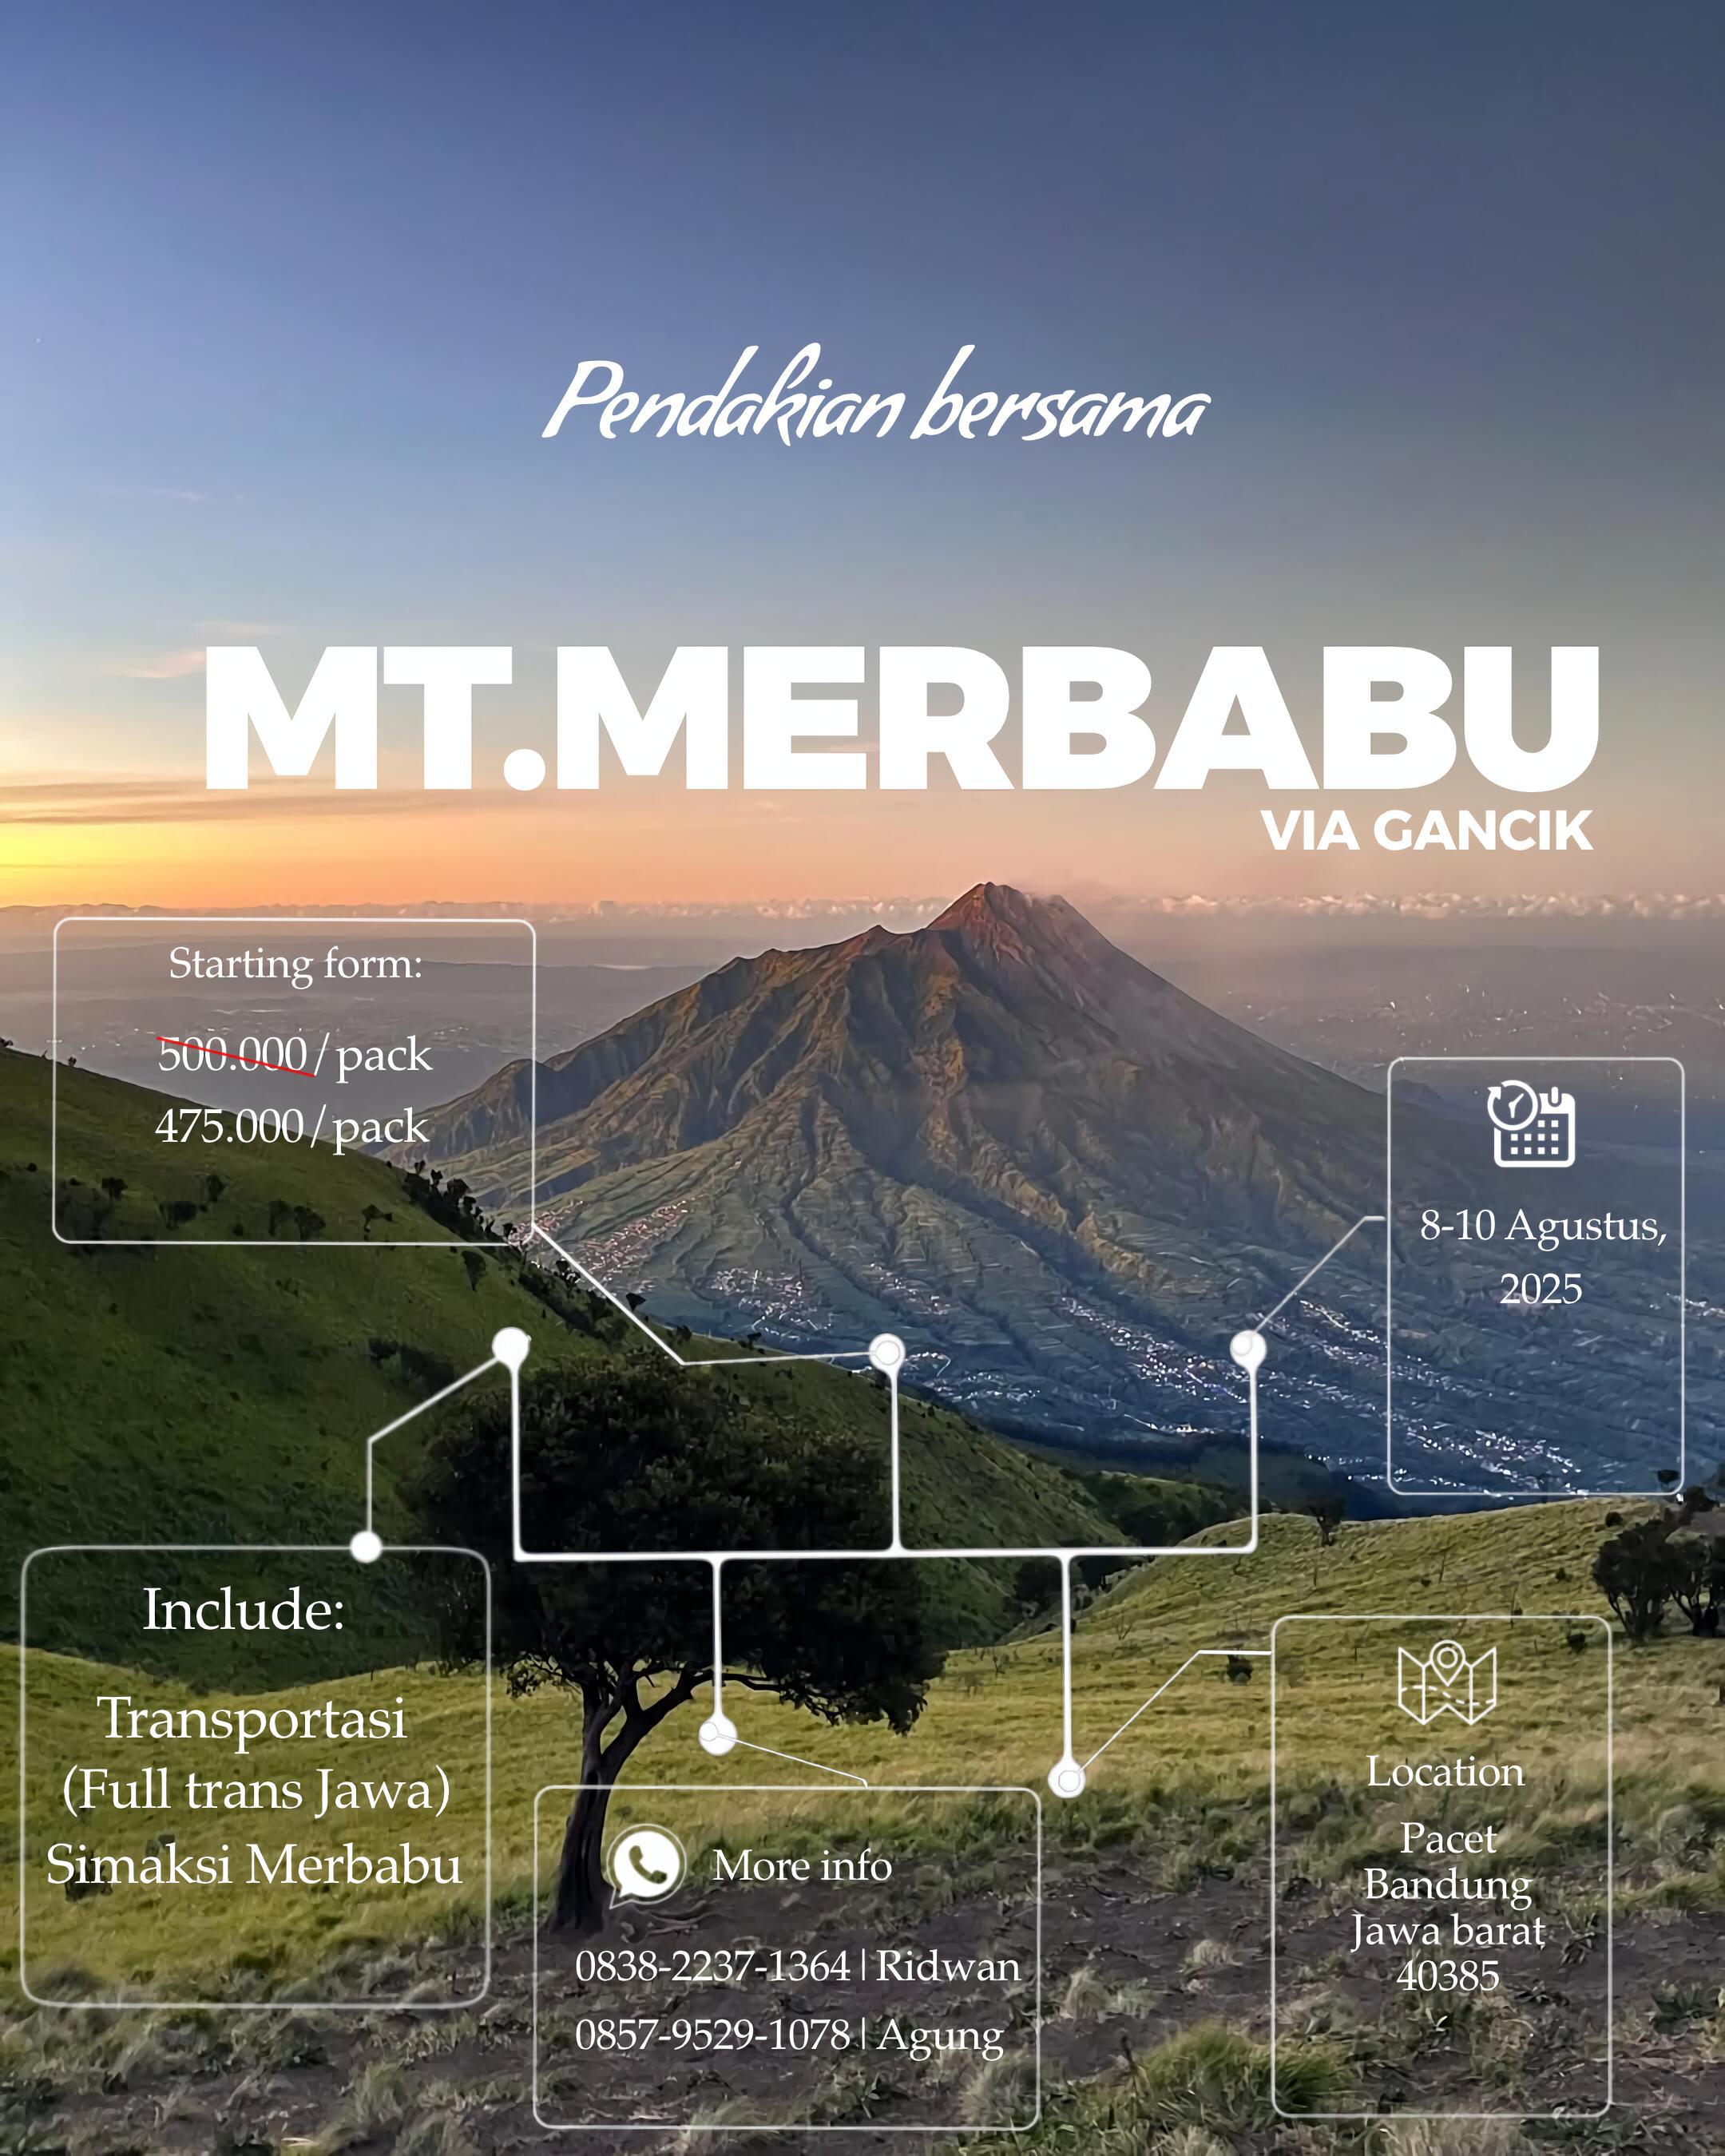 Pendakian bersama
MT.MERBABU
VIA GANCIK
Starting form:
500.000/pack
475.000/pack
8-10 Agustus,
2025
Include:
Transportasi
(Full trans Jawa)
Simaksi Merbabu
More info
0838-2237-1364 | Ridwan
0857-9529-1078 | Agung
Location
Pacet
Bandung
Jawa barat
40385